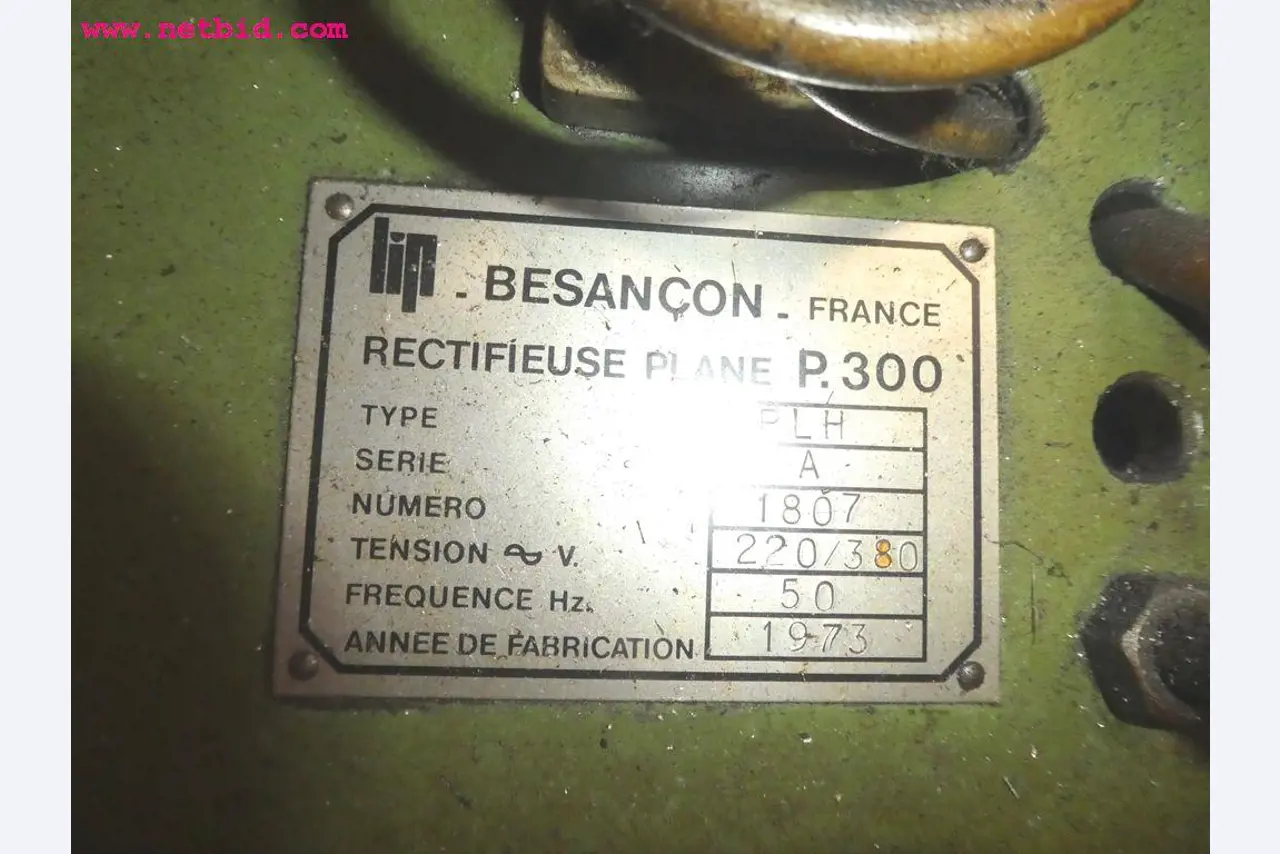 www.netbid.com
lip - BESANÇON - FRANCE
RECTIFIEUSE PLANE P.300
TYPE PLH
SERIE A
NUMERO 1807
TENSION ~ V. 220/380
FREQUENCE Hz. 50
ANNEE DE FABRICATION 1973